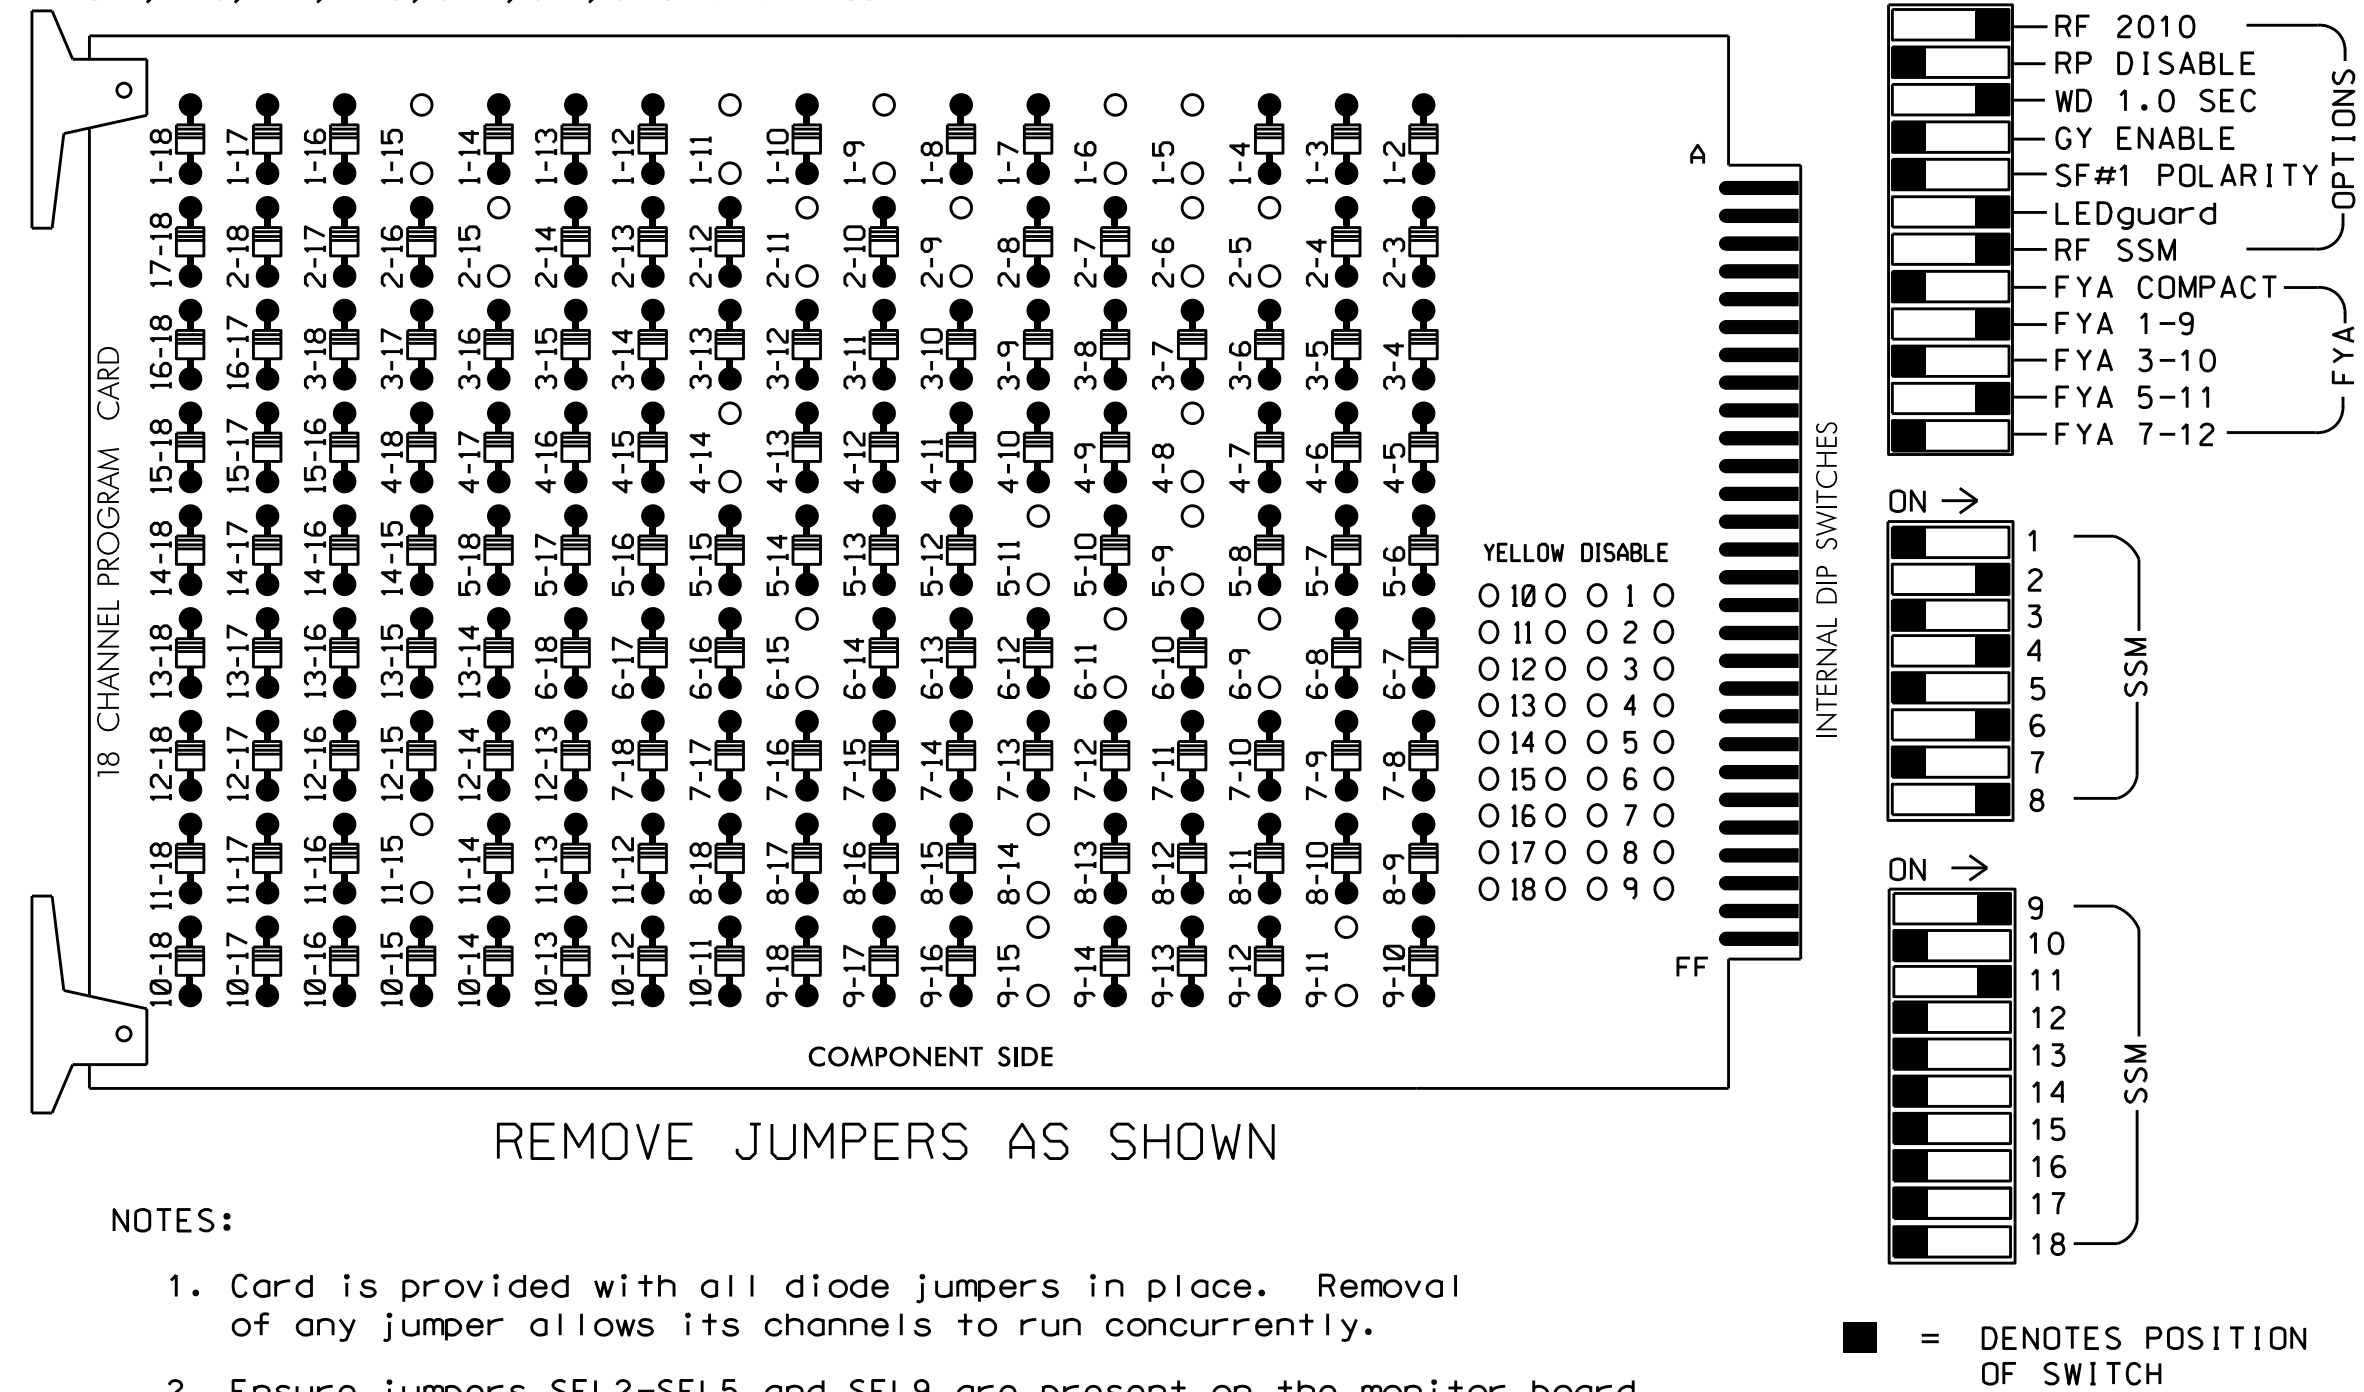 1-18 1-17 1-16 1-15 1-14 1-13 1-12 1-11 1-10 1-9 1-8 1-7 1-6 1-5 1-4 1-3 1-2
17-18 2-18 2-17 2-16 2-15 2-14 2-13 2-12 2-11 2-10 2-9 2-8 2-7 2-6 2-5 2-4 2-3
16-18 16-17 3-18 3-17 3-16 3-15 3-14 3-13 3-12 3-11 3-10 3-9 3-8 3-7 3-6 3-5 3-4
15-18 15-17 15-16 4-18 4-17 4-16 4-15 4-14 4-13 4-12 4-11 4-10 4-9 4-8 4-7 4-6 4-5
14-18 14-17 14-16 14-15 5-18 5-17 5-16 5-15 5-14 5-13 5-12 5-11 5-10 5-9 5-8 5-7 5-6
13-18 13-17 13-16 13-15 13-14 6-18 6-17 6-16 6-15 6-14 6-13 6-12 6-11 6-10 6-9 6-8 6-7
12-18 12-17 12-16 12-15 12-14 12-13 7-18 7-17 7-16 7-15 7-14 7-13 7-12 7-11 7-10 7-9 7-8
11-18 11-17 11-16 11-15 11-14 11-13 11-12 8-18 8-17 8-16 8-15 8-14 8-13 8-12 8-11 8-10 8-9
10-18 10-17 10-16 10-15 10-14 10-13 10-12 10-11 9-18 9-17 9-16 9-15 9-14 9-13 9-12 9-11 9-10
18 CHANNEL PROGRAM CARD
COMPONENT SIDE
A
FF
YELLOW DISABLE
10 1
11 2
12 3
13 4
14 5
15 6
16 7
17 8
18 9
INTERNAL DIP SWITCHES
RF 2010
RP DISABLE
WD 1.0 SEC
GY ENABLE
SF#1 POLARITY
LEDguard
RF SSM
OPTIONS
FYA COMPACT
FYA 1-9
FYA 3-10
FYA 5-11
FYA 7-12
FYA
ON →
1
2
3
4
5
6
7
8
SSM
ON →
9
10
11
12
13
14
15
16
17
18
SSM
REMOVE JUMPERS AS SHOWN
NOTES:
1. Card is provided with all diode jumpers in place. Removal
of any jumper allows its channels to run concurrently.
2. Ensure jumpers SEL2-SEL5 and SEL9 are present on the monitor board
= DENOTES POSITION
OF SWITCH